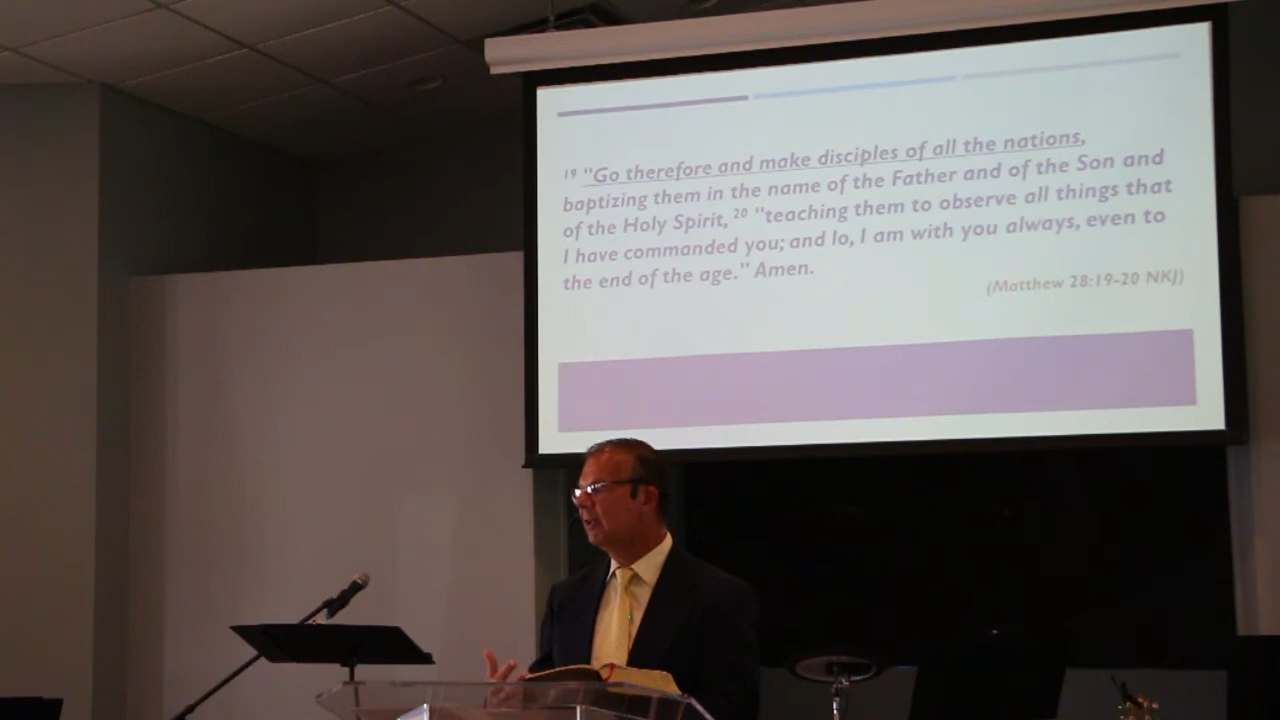 19 "Go therefore and make disciples of all the nations,
baptizing them in the name of the Father and of the Son and
of the Holy Spirit, 20 "teaching them to observe all things that
I have commanded you; and lo, I am with you always, even to
the end of the age." Amen.
(Matthew 28:19-20 NKJ)